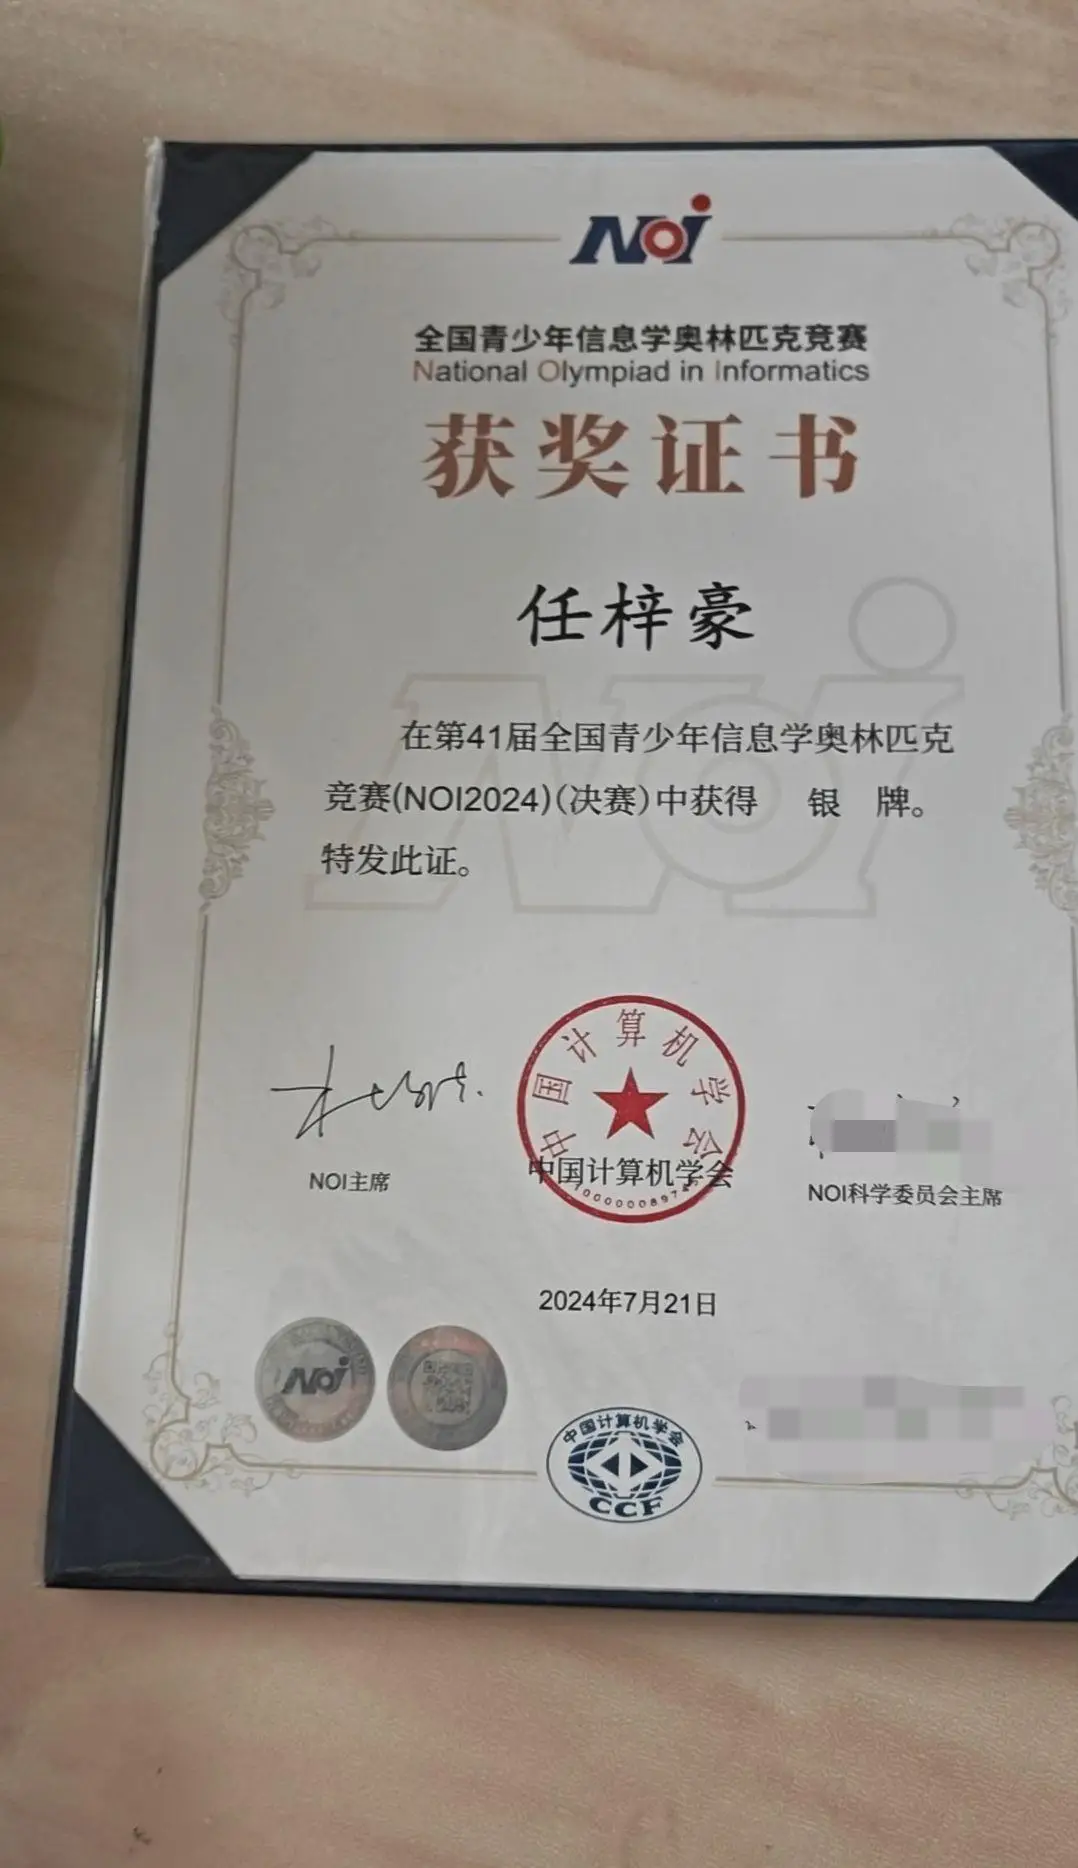 NOI
全国青少年信息学奥林匹克竞赛
National Olympiad in Informatics
获奖证书
任梓豪
在第41届全国青少年信息学奥林匹克
竞赛(NOI2024)(决赛)中获得 银 牌。
特发此证。
中国计算机学会
中国计算机学会
NOI主席
NOI科学委员会主席
2024年7月21日
NOI
中国计算机学会
CCF